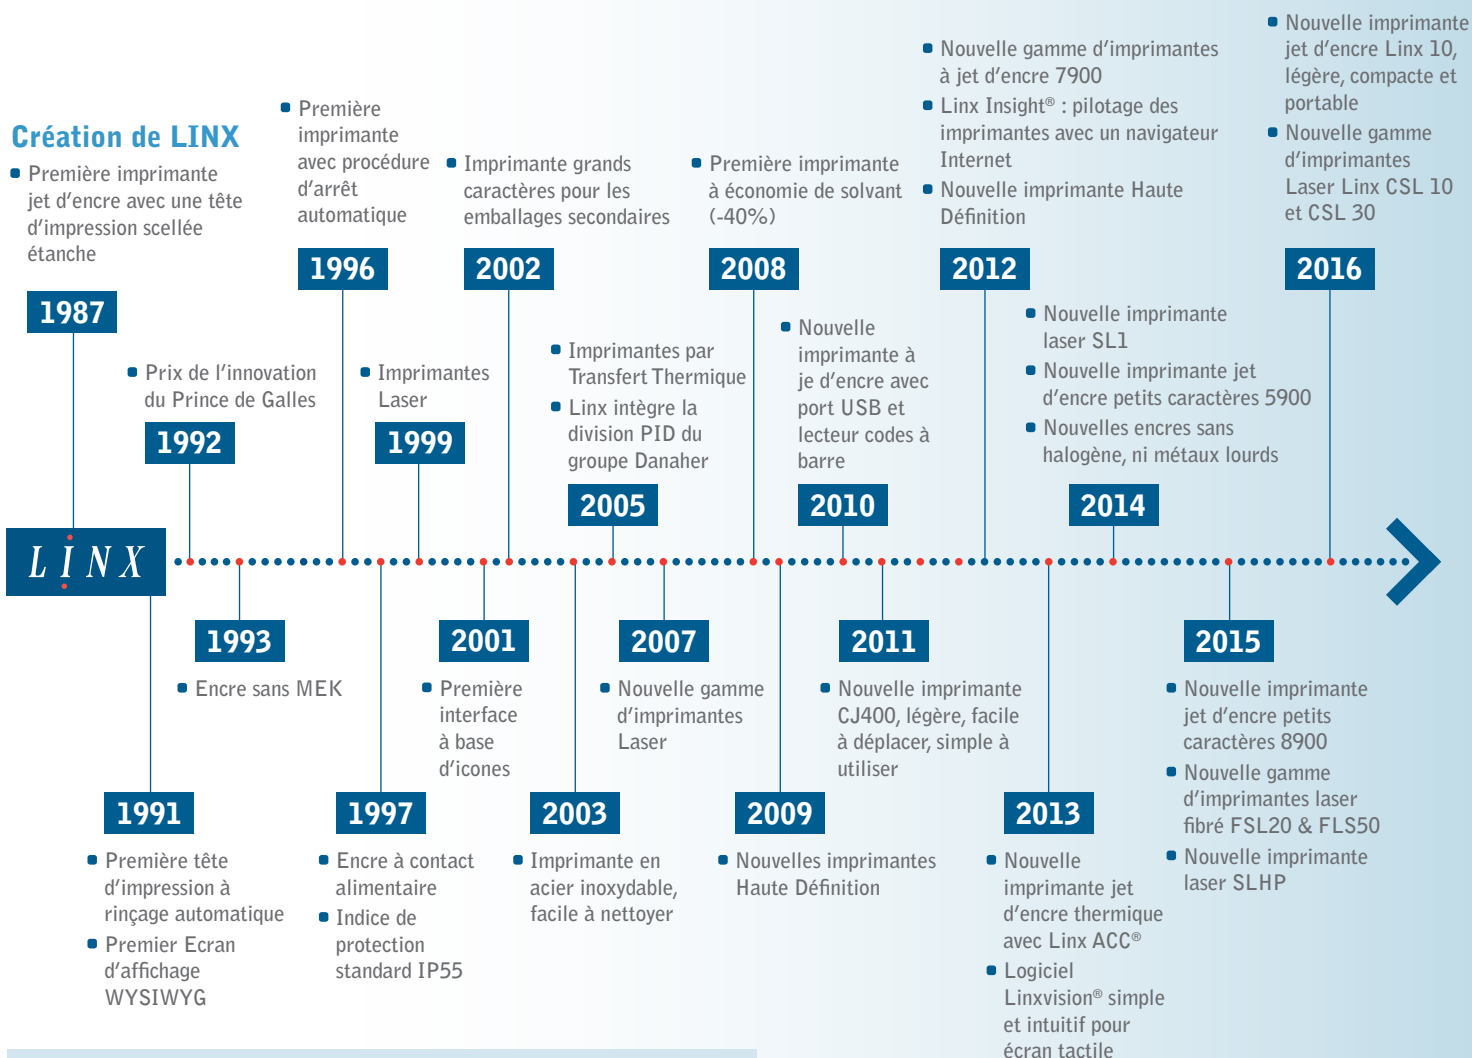 Création de LINX
Première imprimante
jet d'encre avec une tête
d'impression scellée
étanche
1987
Prix de l'innovation
du Prince de Galles
1992
Première
imprimante
avec procédure
d'arrêt
automatique
1996
Imprimantes
Laser
1999
Imprimante grands
caractères pour les
emballages secondaires
2002
Imprimantes par
Transfert Thermique
Linx intègre la
division PID du
groupe Danaher
2005
Première imprimante
à économie de solvant
(-40%)
2008
Nouvelle
imprimante à
je d'encre avec
port USB et
lecteur codes à
barre
2010
Nouvelle gamme d'imprimantes
à jet d'encre 7900
Linx Insight® : pilotage des
imprimantes avec un navigateur
Internet
Nouvelle imprimante Haute
Définition
2012
Nouvelle imprimante
laser SL1
Nouvelle imprimante jet
d'encre petits caractères 5900
Nouvelles encres sans
halogène, ni métaux lourds
2014
Nouvelle imprimante
jet d'encre Linx 10,
légère, compacte et
portable
Nouvelle gamme
d'imprimantes
Laser Linx CSL 10
et CSL 30
2016
LINX
1991
Première tête
d'impression à
rinçage automatique
Premier Ecran
d'affichage
WYSIWYG
1993
Encre sans MEK
1997
Encre à contact
alimentaire
Indice de
protection
standard IP55
2001
Première
interface
à base
d'icones
2003
Imprimante en
acier inoxydable,
facile à nettoyer
2007
Nouvelle gamme
d'imprimantes
Laser
2009
Nouvelles imprimantes
Haute Définition
2011
Nouvelle imprimante
CJ400, légère, facile
à déplacer, simple à
utiliser
2013
Nouvelle
imprimante jet
d'encre thermique
avec Linx ACC®
Logiciel
Linxvision® simple
et intuitif pour
écran tactile
2015
Nouvelle imprimante
jet d'encre petits
caractères 8900
Nouvelle gamme
d'imprimantes laser
fibré FSL20 & FLS50
Nouvelle imprimante
laser SLHP